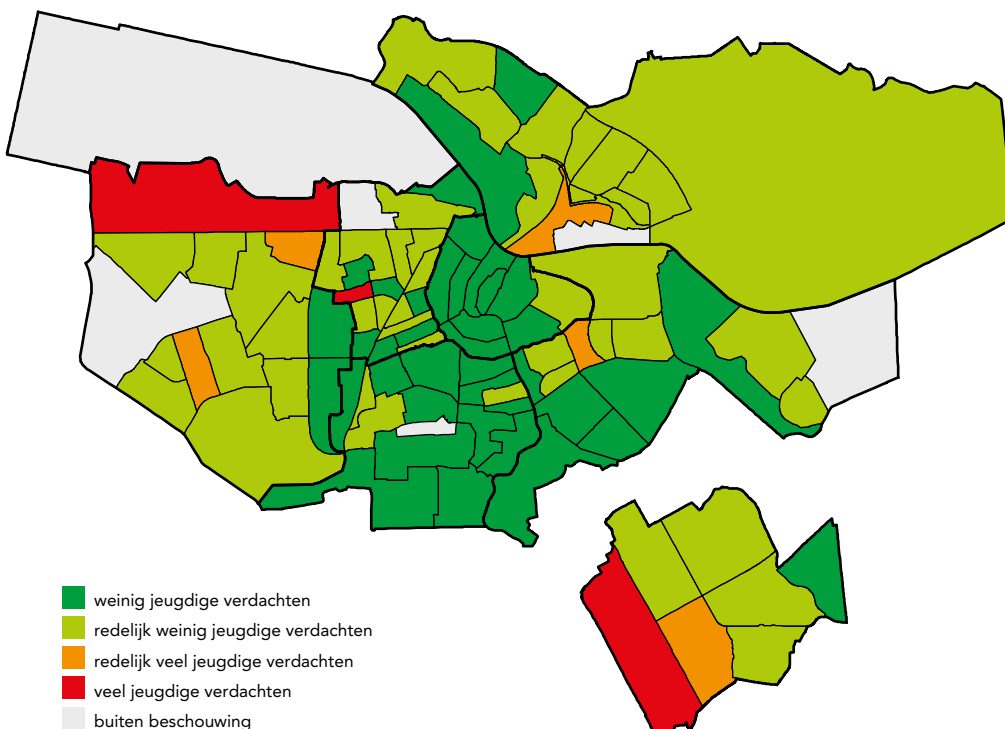 weinig jeugdige verdachten
redelijk weinig jeugdige verdachten
redelijk veel jeugdige verdachten
veel jeugdige verdachten
buiten beschouwing